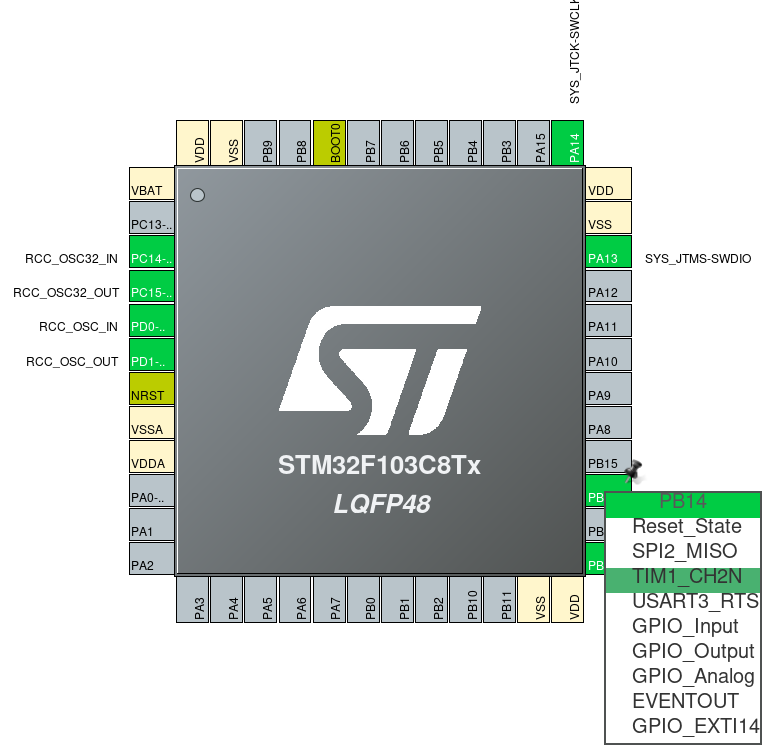 SYS_JTCK-SWCLK
VDD
VSS
PB9
PB8
BOOT0
PB7
PB6
PB5
PB4
PB3
PA15
PA14
VBAT
PC13-..
RCC_OSC32_IN PC14-..
RCC_OSC32_OUT PC15-..
RCC_OSC_IN PD0-..
RCC_OSC_OUT PD1-..
NRST
VSSA
VDDA
PA0-..
PA1
PA2
ST
STM32F103C8Tx
LQFP48
VDD
VSS
PA13 SYS_JTMS-SWDIO
PA12
PA11
PA10
PA9
PA8
PB15
PB
PB
PB
PB14
Reset_State
SPI2_MISO
TIM1_CH2N
USART3_RTS
GPIO_Input
GPIO_Output
GPIO_Analog
EVENTOUT
GPIO_EXTI14
PA3
PA4
PA5
PA6
PA7
PB0
PB1
PB2
PB10
PB11
VSS
VDD